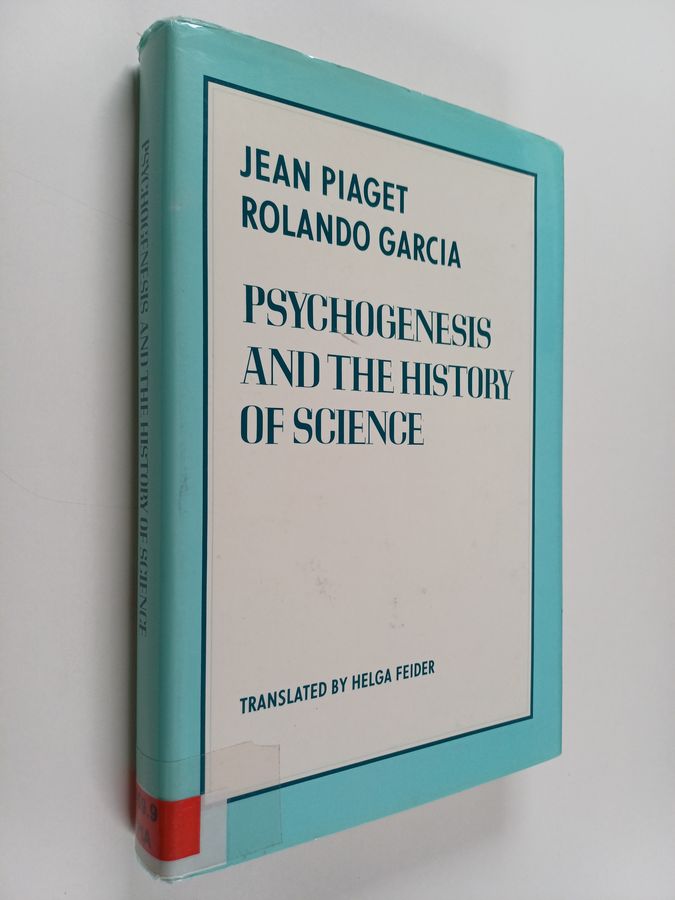 JEAN PIAGET
ROLANDO GARCIA
PSYCHOGENESIS
AND THE HISTORY
OF SCIENCE
TRANSLATED BY HELGA FEIDER
PSYCHOGENESIS AND THE HISTORY OF SCIENCE